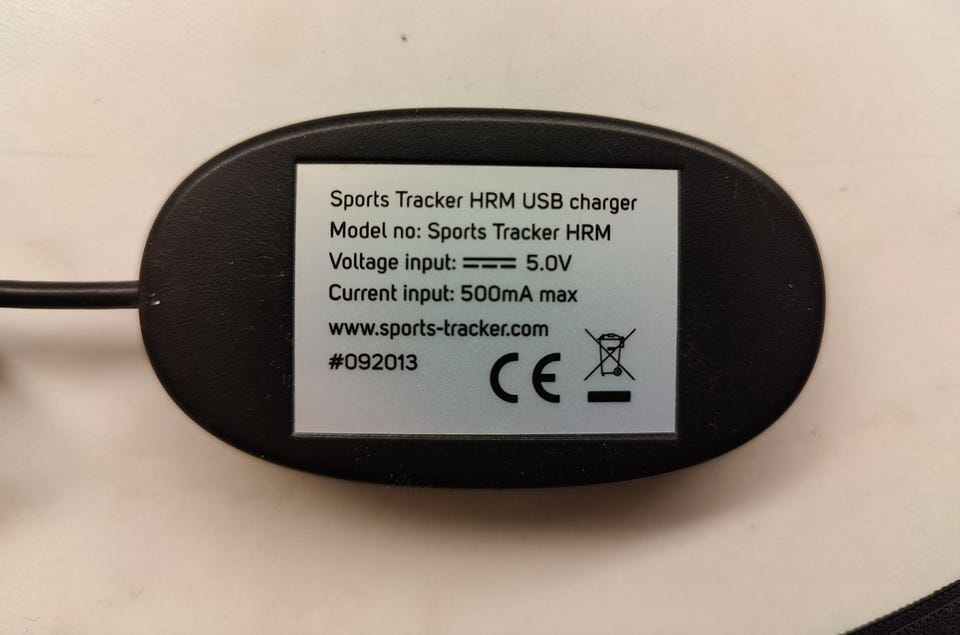 Sports Tracker HRM USB charger
Model no: Sports Tracker HRM
Voltage input: ⎓ 5.0V
Current input: 500mA max
www.sports-tracker.com
#092013
CE